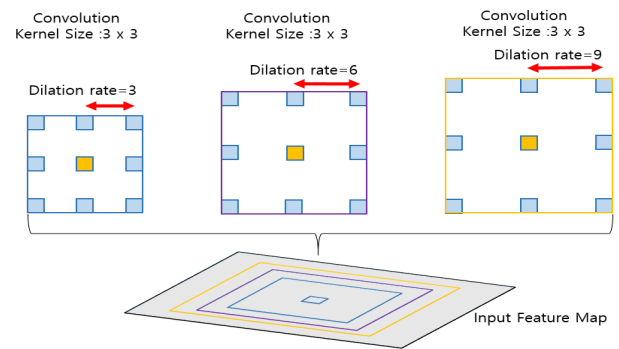 Convolution
Kernel Size :3 x 3
Dilation rate=3
Convolution
Kernel Size :3 x 3
Dilation rate=6
Convolution
Kernel Size :3 x 3
Dilation rate=9
Input Feature Map